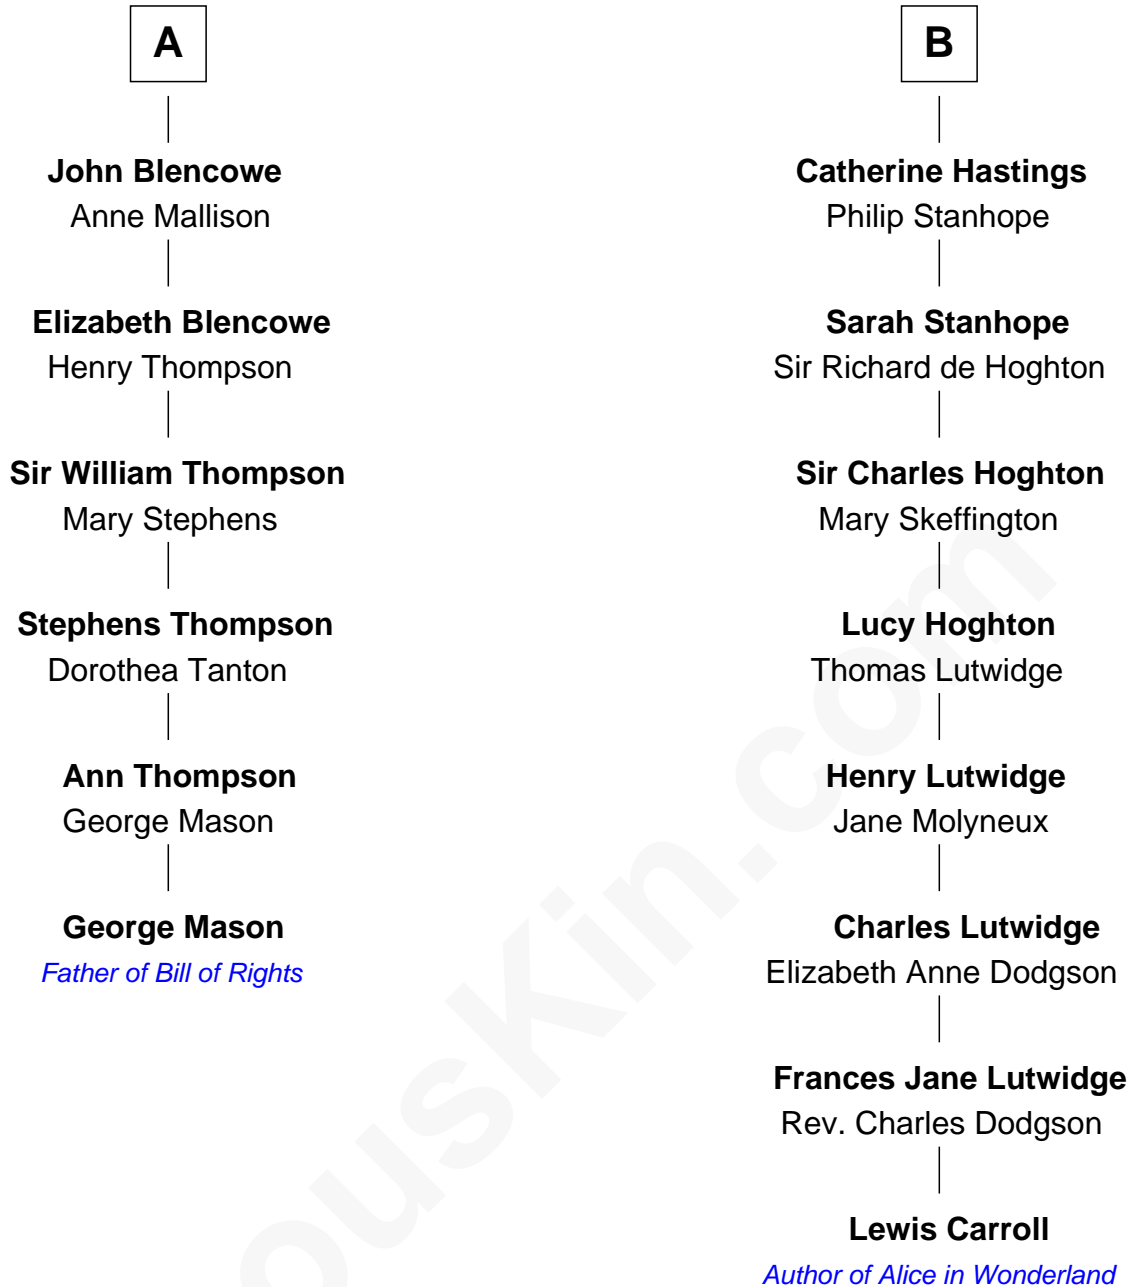 A
John Blencowe
Anne Mallison
Elizabeth Blencowe
Henry Thompson
Sir William Thompson
Mary Stephens
Stephens Thompson
Dorothea Tanton
Ann Thompson
George Mason
George Mason
Father of Bill of Rights
B
Catherine Hastings
Philip Stanhope
Sarah Stanhope
Sir Richard de Hoghton
Sir Charles Hoghton
Mary Skeffington
Lucy Hoghton
Thomas Lutwidge
Henry Lutwidge
Jane Molyneux
Charles Lutwidge
Elizabeth Anne Dodgson
Frances Jane Lutwidge
Rev. Charles Dodgson
Lewis Carroll
Author of Alice in Wonderland
ousKin.com